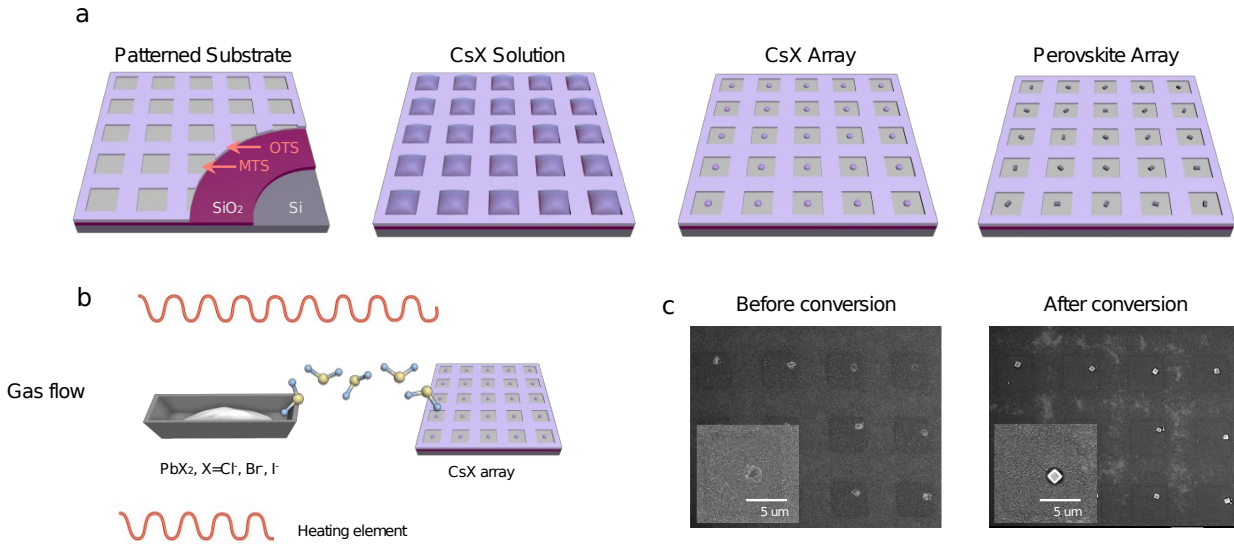 a
Patterned Substrate
CsX Solution
CsX Array
Perovskite Array
OTS
MTS
SiO₂
Si
b
Gas flow
PbX₂, X=Cl⁻, Br⁻, I⁻
CsX array
Heating element
c
Before conversion
After conversion
5 um
5 um